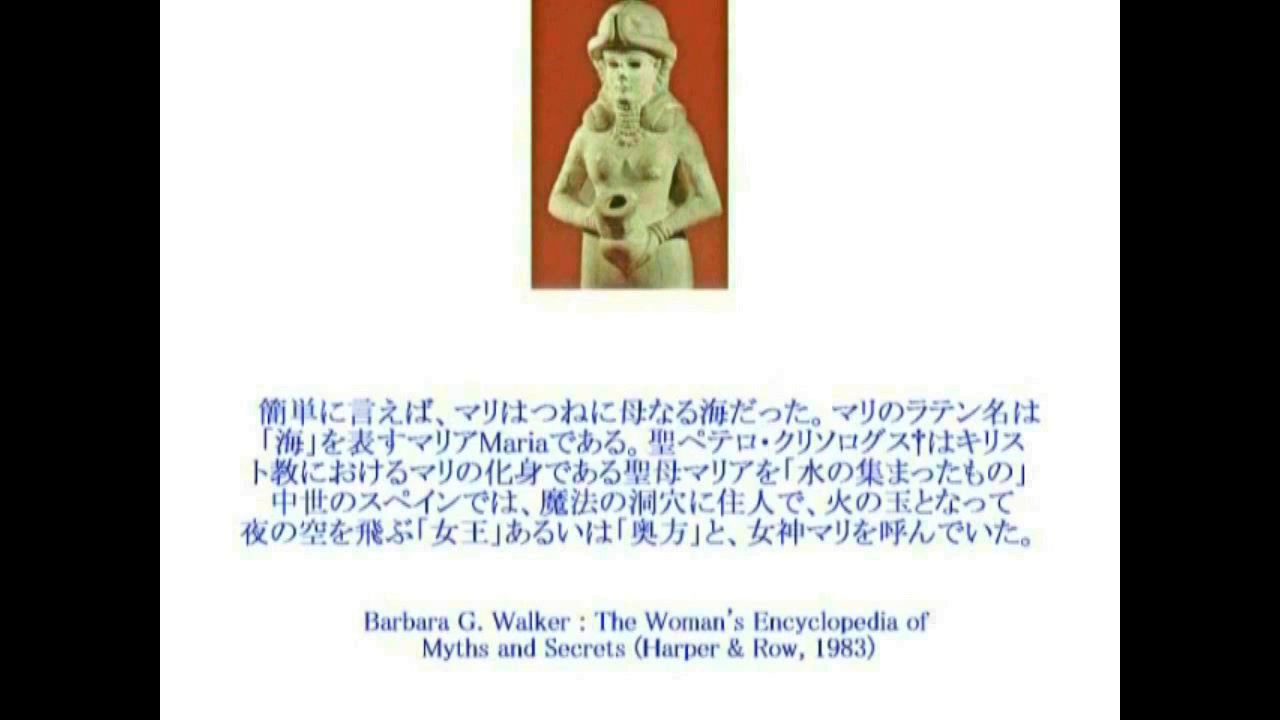 簡単に言えば、マリはつねに母なる海だった。マリのラテン名は
「海」を表すマリアMariaである。聖ペテロ・クリソログス✝はキリス
ト教におけるマリの化身である聖母マリアを「水の集まったもの」
中世のスペインでは、魔法の洞穴に住人で、火の玉となって
夜の空を飛ぶ「女王」あるいは「奥方」と、女神マリを呼んでいた。
Barbara G. Walker : The Woman's Encyclopedia of
Myths and Secrets (Harper & Row, 1983)